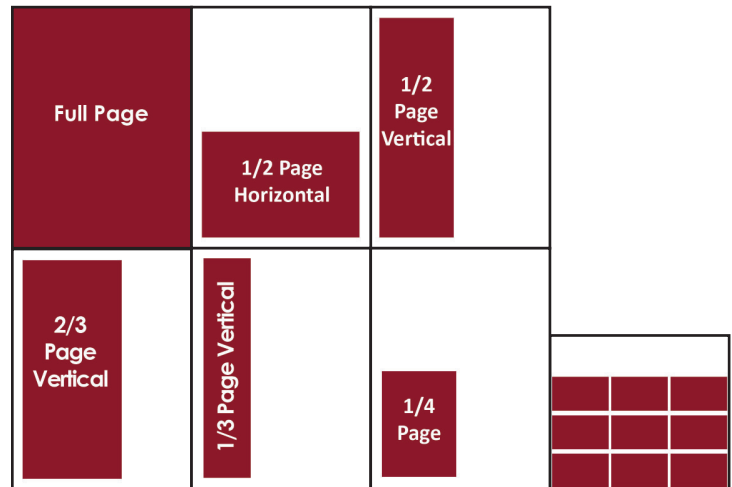 Full Page
1/2 Page
Horizontal
1/2
Page
Vertical
2/3
Page
Vertical
1/3 Page Vertical
1/4
Page